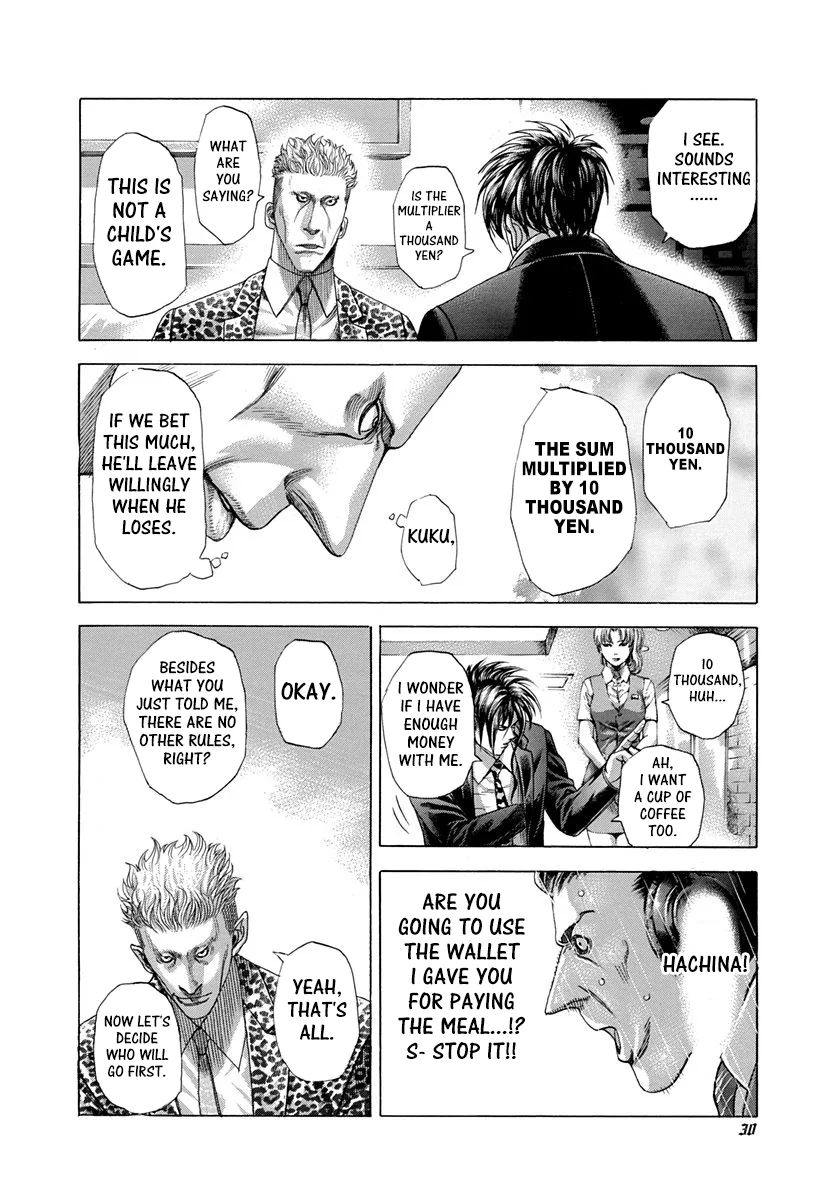 I SEE.
SOUNDS
INTERESTING
......
IS THE
MULTIPLIER
A
THOUSAND
YEN?
WHAT
ARE
YOU
SAYING?
THIS IS
NOT A
CHILD'S
GAME.
10
THOUSAND
YEN.
THE SUM
MULTIPLIED
BY 10
THOUSAND
YEN.
KUKU,
IF WE BET
THIS MUCH,
HE'LL LEAVE
WILLINGLY
WHEN HE
LOSES.
10
THOUSAND,
HUH...
I WONDER
IF I HAVE
ENOUGH
MONEY
WITH ME.
AH,
I WANT
A CUP OF
COFFEE
TOO.
HACHINA!
ARE YOU
GOING TO USE
THE WALLET
I GAVE YOU
FOR PAYING
THE MEAL...!?
S- STOP IT!!
OKAY.
BESIDES
WHAT YOU
JUST TOLD ME,
THERE ARE NO
OTHER RULES,
RIGHT?
YEAH,
THAT'S
ALL.
NOW LET'S
DECIDE
WHO WILL
GO FIRST.
30